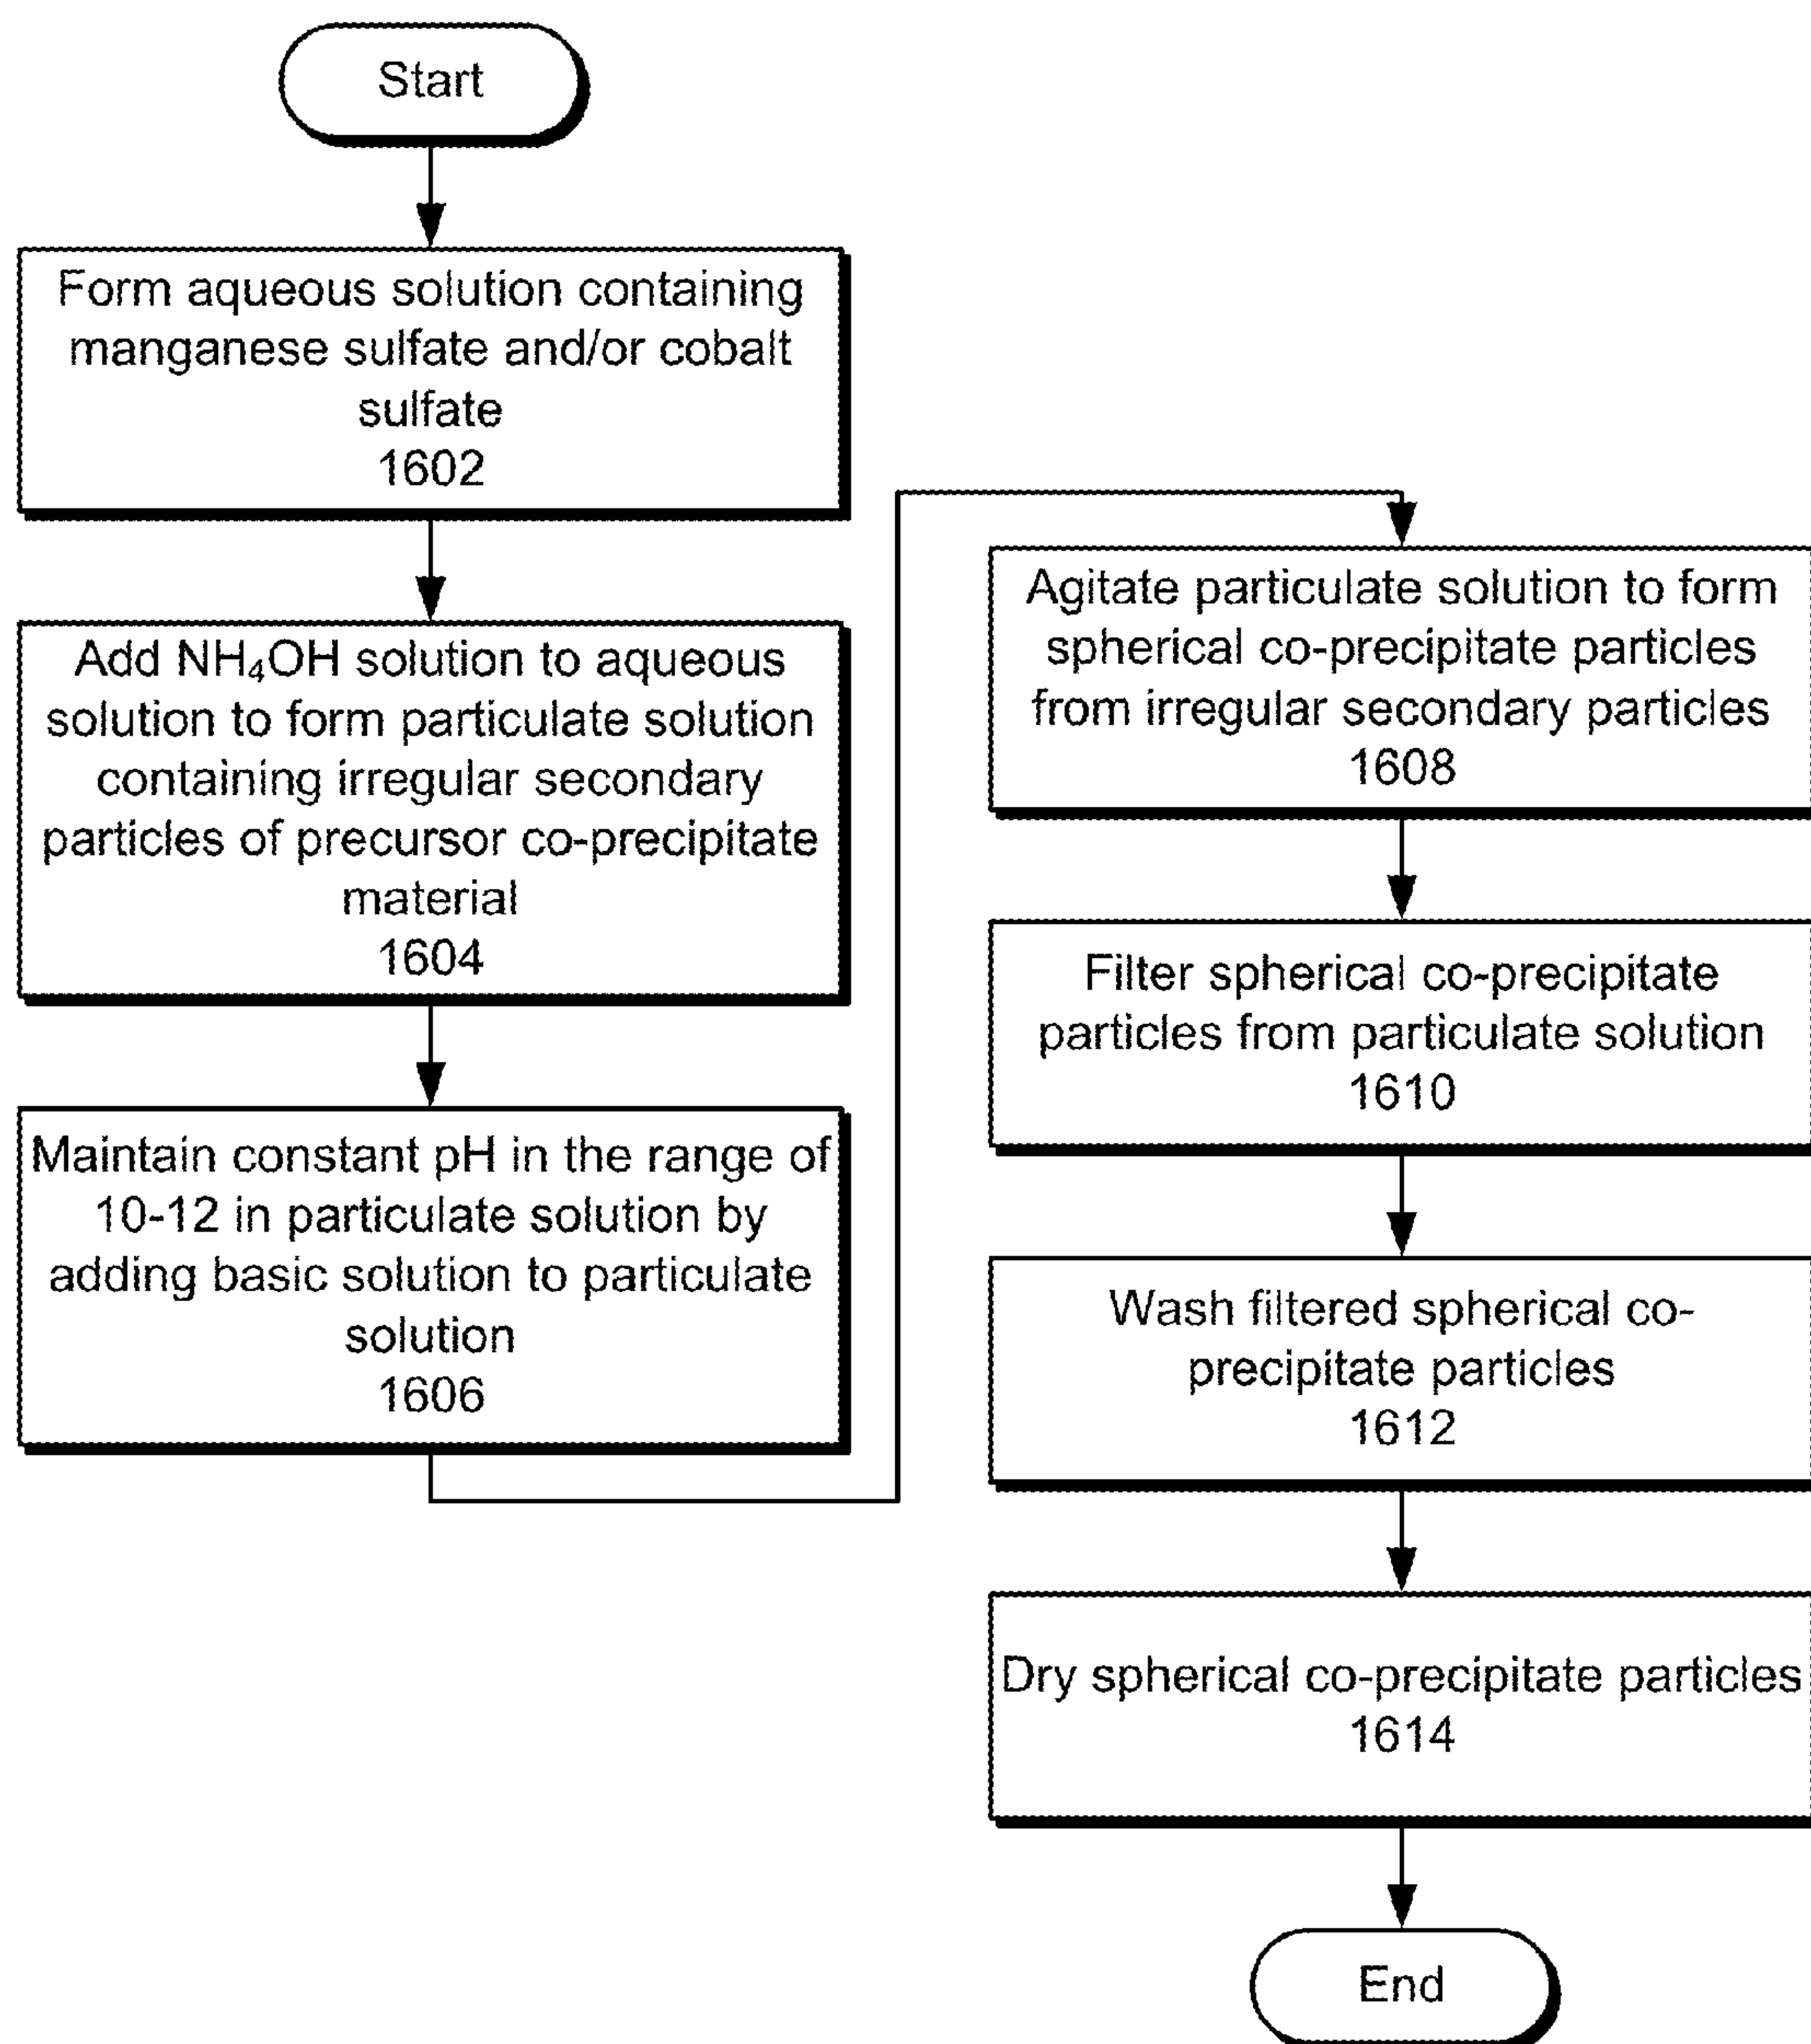 Start
Form aqueous solution containing
manganese sulfate and/or cobalt
sulfate
1602
Add NH₄OH solution to aqueous
solution to form particulate solution
containing irregular secondary
particles of precursor co-precipitate
material
1604
Maintain constant pH in the range of
10-12 in particulate solution by
adding basic solution to particulate
solution
1606
Agitate particulate solution to form
spherical co-precipitate particles
from irregular secondary particles
1608
Filter spherical co-precipitate
particles from particulate solution
1610
Wash filtered spherical co-
precipitate particles
1612
Dry spherical co-precipitate particles
1614
End